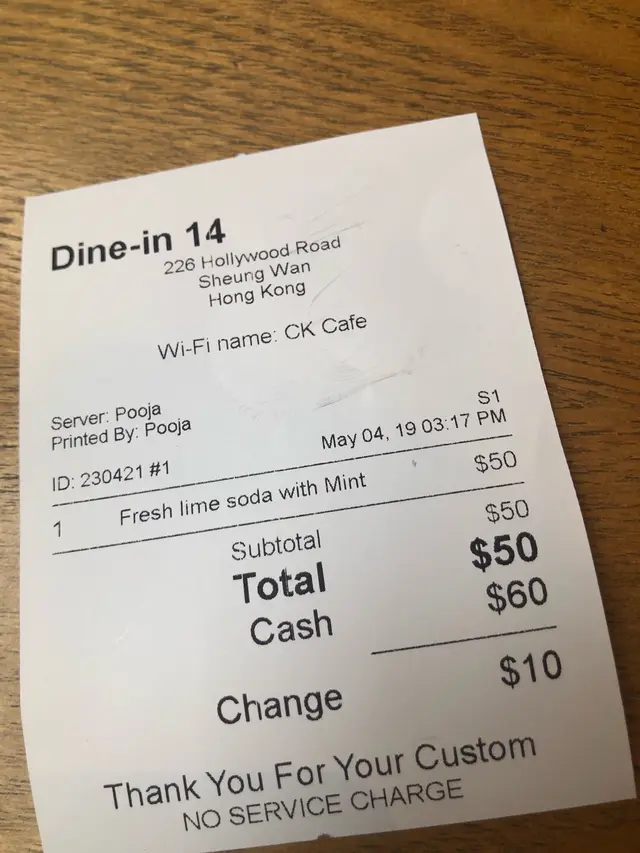 Dine-in 14
226 Hollywood Road
Sheung Wan
Hong Kong
Wi-Fi name: CK Cafe
Server: Pooja
Printed By: Pooja
S1
ID: 230421 #1 May 04, 19 03:17 PM
1 Fresh lime soda with Mint $50
Subtotal $50
Total $50
Cash $60
Change $10
Thank You For Your Custom
NO SERVICE CHARGE